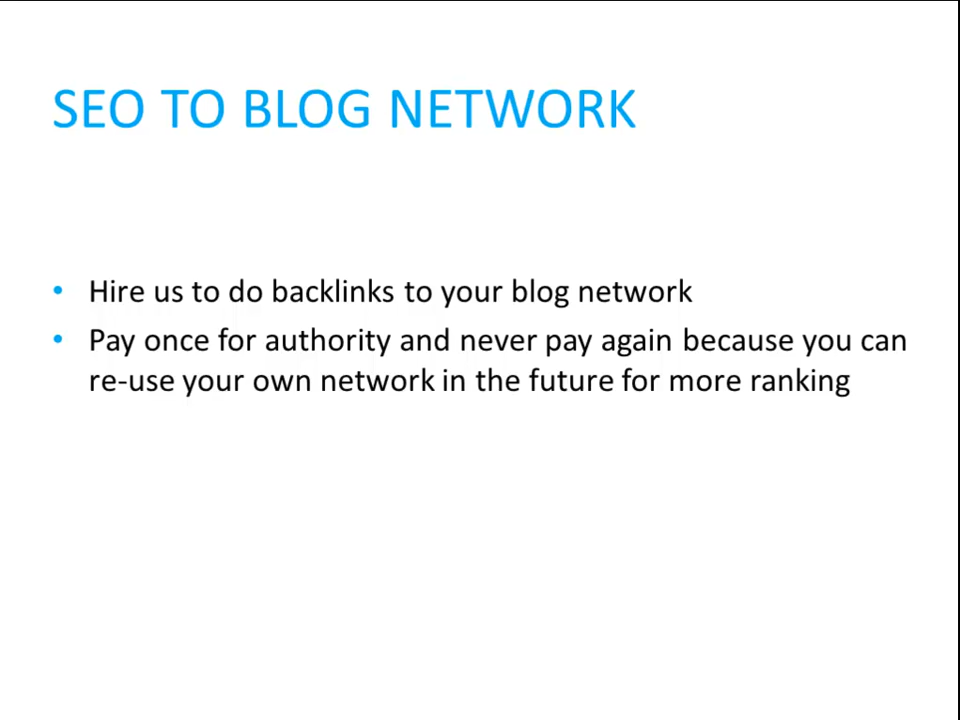 SEO TO BLOG NETWORK
• Hire us to do backlinks to your blog network
• Pay once for authority and never pay again because you can
re-use your own network in the future for more ranking